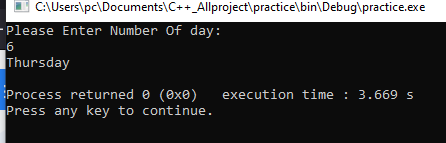 C:\Users\pc\Documents\C++_Allproject\practice\bin\Debug\practice.exe
Please Enter Number Of day:
6
Thursday
Process returned 0 (0x0)   execution time : 3.669 s
Press any key to continue.